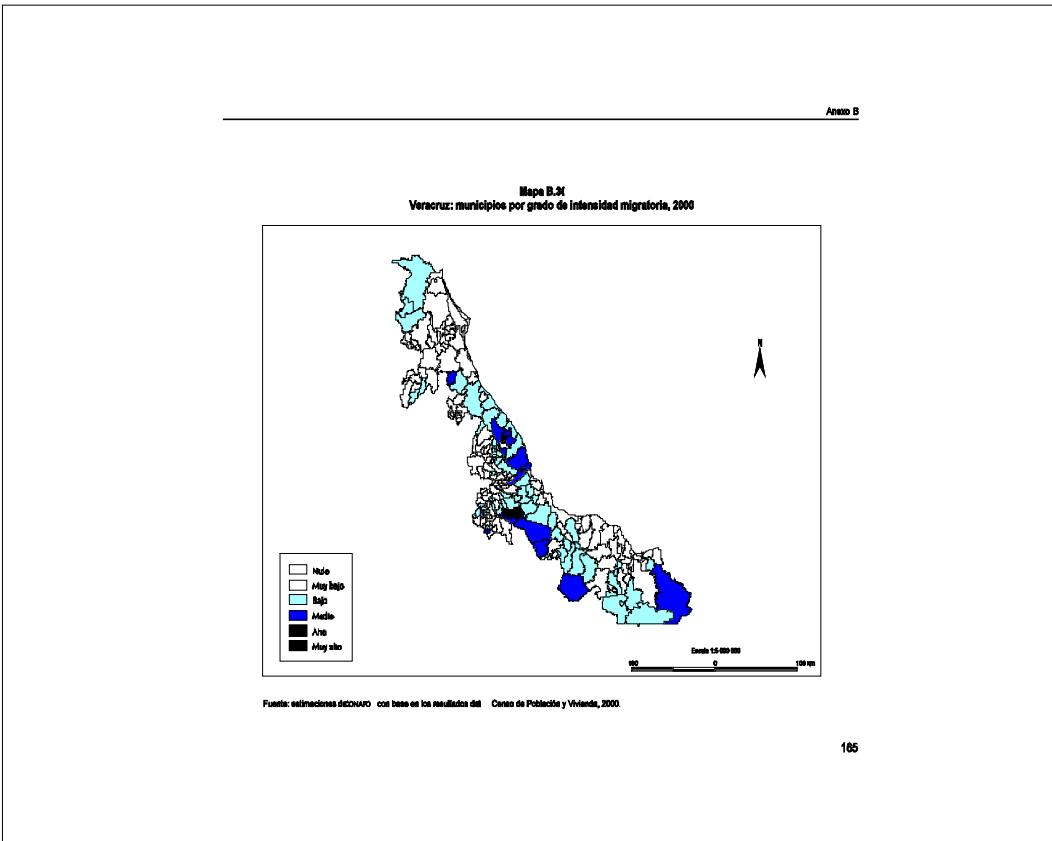 Anexo B
Mapa B.3f
Veracruz: municipios por grado de intensidad migratoria, 2000
N
Nulo
Muy bajo
Bajo
Medio
Alto
Muy alto
Escala 1:5 000 000
100 0 100 km
Fuente: estimaciones de CONAPO con base en los resultados del Censo de Población y Vivienda, 2000.
165